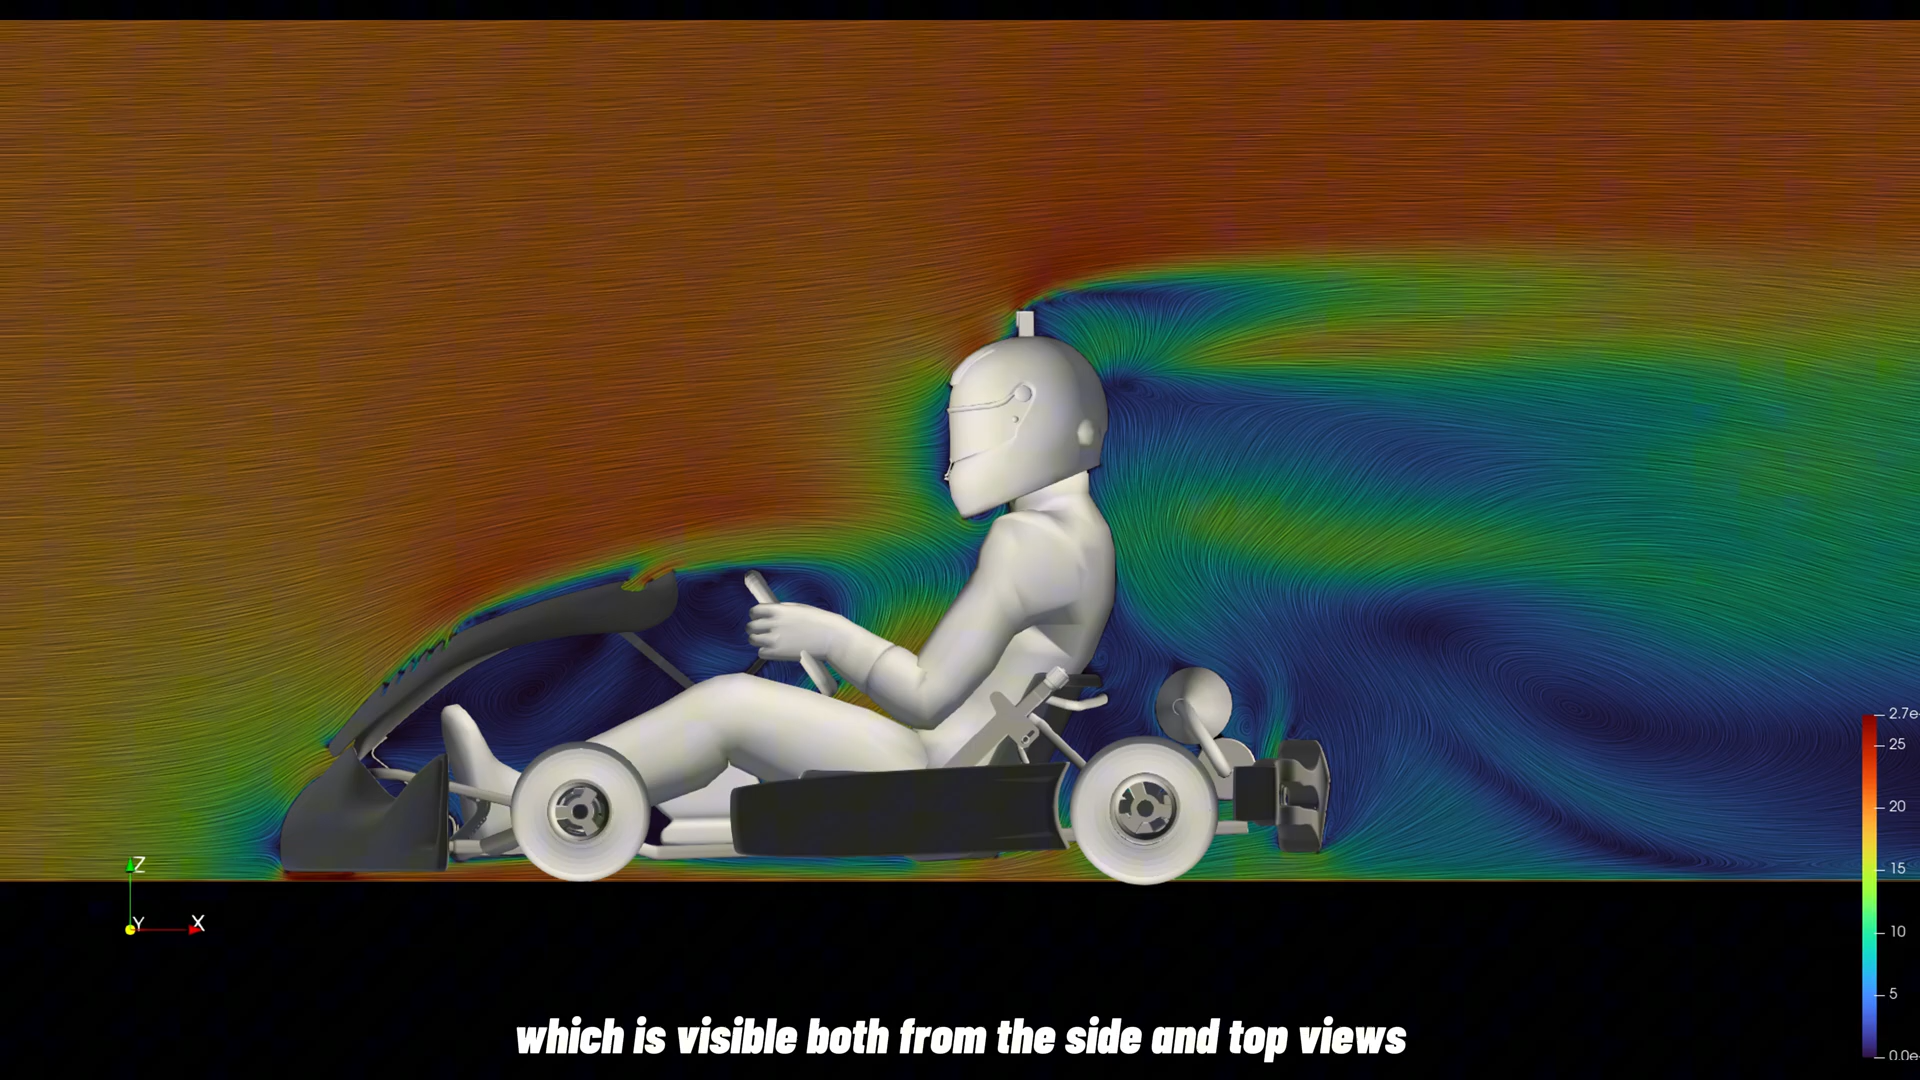 2.7e
25
20
15
10
5
0.0e
Z
Y
X
which is visible both from the side and top views